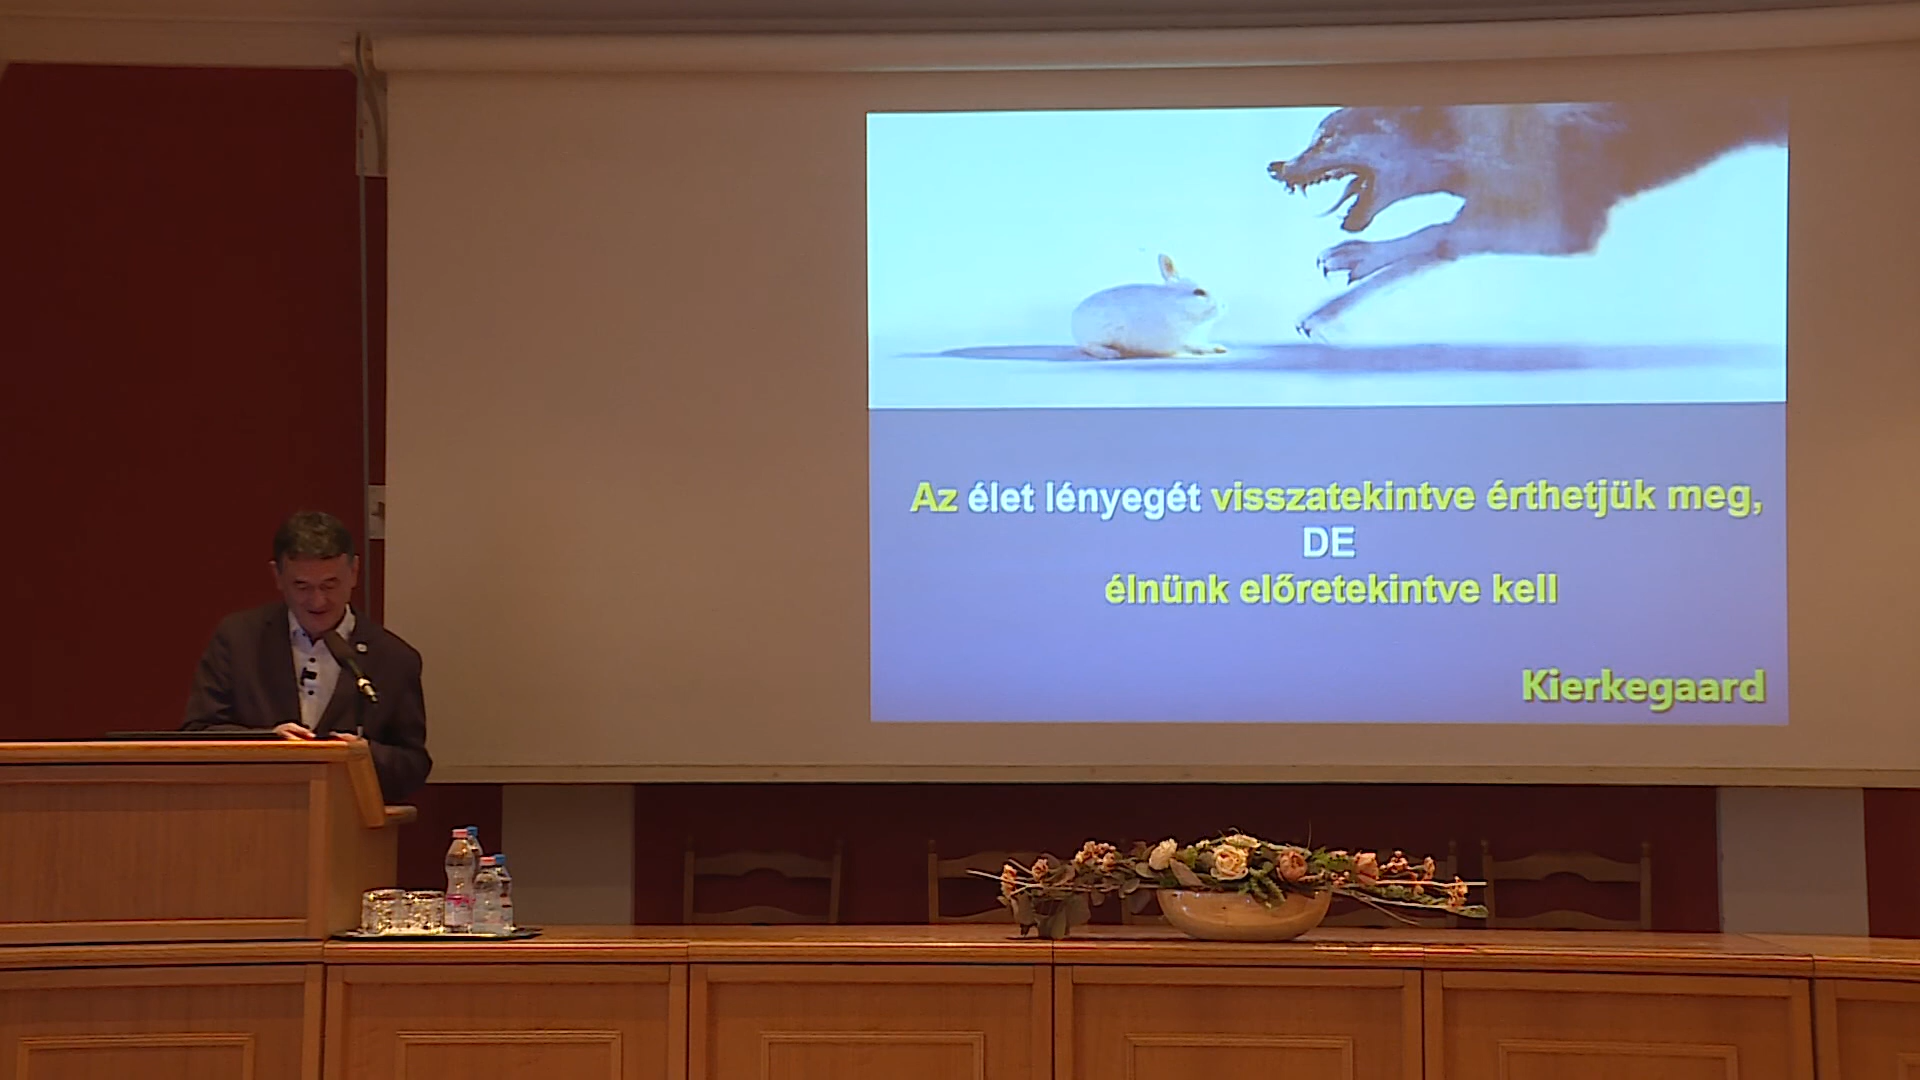 Az élet lényegét visszatekintve érthetjük meg,
DE
élnünk előretekintve kell
Kierkegaard